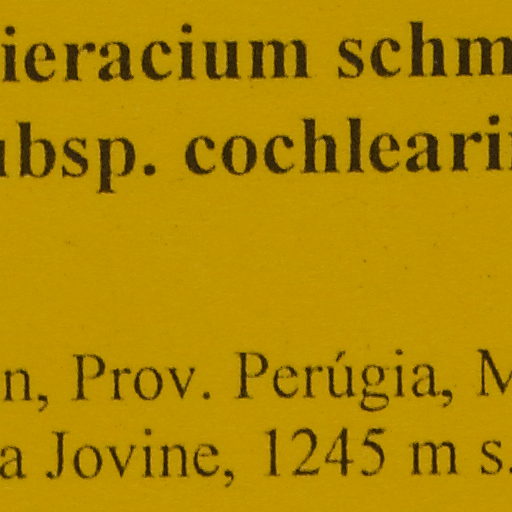 ieracium schm
ubsp. cochleari
n, Prov. Perúgia, M
a Jovine, 1245 m s.